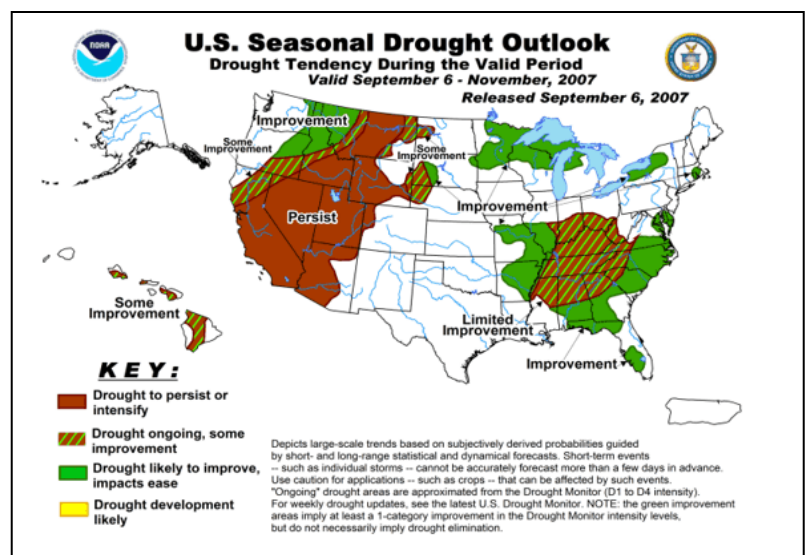 NOAA
U.S. Seasonal Drought Outlook
Drought Tendency During the Valid Period
Valid September 6 - November, 2007
Released September 6, 2007
Improvement
Some
Improvement
Some
Improvement
Persist
Improvement
Some
Improvement
Limited
Improvement
Improvement
KEY:
Drought to persist or
intensify
Drought ongoing, some
improvement
Drought likely to improve,
impacts ease
Drought development
likely
Depicts large-scale trends based on subjectively derived probabilities guided
by short- and long-range statistical and dynamical forecasts. Short-term events
-- such as individual storms -- cannot be accurately forecast more than a few days in advance.
Use caution for applications -- such as crops -- that can be affected by such events.
"Ongoing" drought areas are approximated from the Drought Monitor (D1 to D4 intensity).
For weekly drought updates, see the latest U.S. Drought Monitor. NOTE: the green improvement
areas imply at least a 1-category improvement in the Drought Monitor intensity levels,
but do not necessarily imply drought elimination.